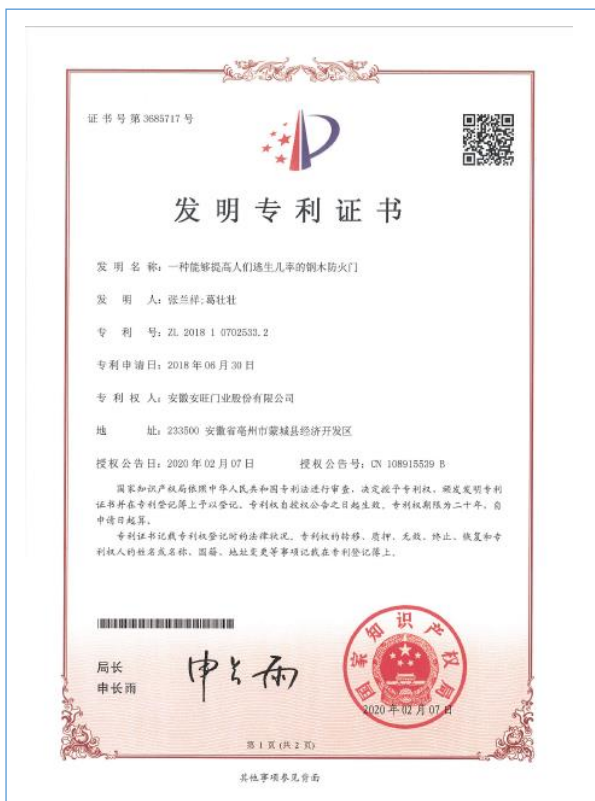 证书号第3685717号
发明专利证书
发明名称：一种能够提高人们逃生几率的钢木防火门
发明人：张兰祥;葛壮壮
专利号：ZL 2018 1 0702533.2
专利申请日：2018年06月30日
专利权人：安徽安旺门业股份有限公司
地址：233500 安徽省亳州市蒙城县经济开发区
授权公告日：2020年02月07日 授权公告号：CN 108915539 B
国家知识产权局依照中华人民共和国专利法进行审查，决定授予专利权，颁发发明专利
证书并在专利登记簿上予以登记。专利权自授权公告之日起生效。专利权期限为二十年，自
申请日起算。
专利证书记载专利权登记时的法律状况。专利权的转移、质押、无效、终止、恢复和专
利权人的姓名或名称、国籍、地址变更等事项记载在专利登记簿上。
局长
申长雨
申长雨
国家知识产权局
2020年02月07日
第 1 页 (共 2 页)
其他事项参见背面